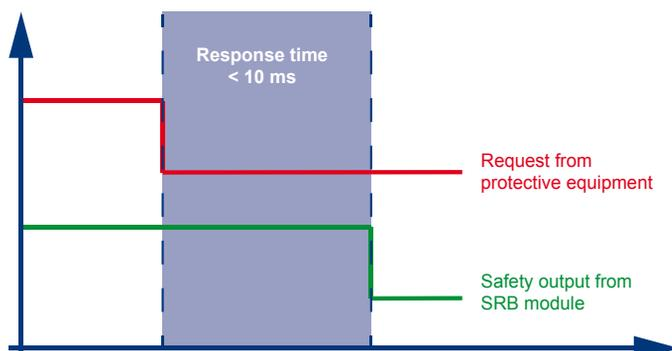 Response time
< 10 ms
Request from
protective equipment
Safety output from
SRB module